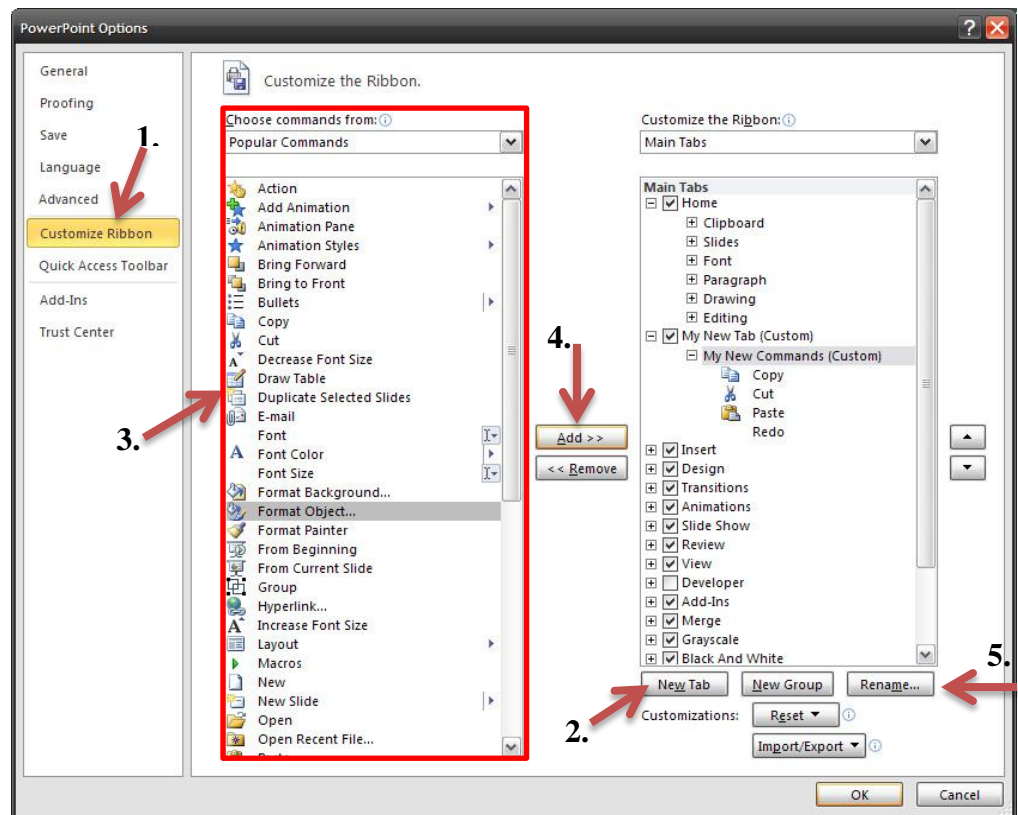 PowerPoint Options
General
Proofing
Save
Language
Advanced
Customize Ribbon
Quick Access Toolbar
Add-Ins
Trust Center
1.
Customize the Ribbon.
Choose commands from:
Popular Commands
Action
Add Animation
Animation Pane
Animation Styles
Bring Forward
Bring to Front
Bullets
Copy
Cut
Decrease Font Size
Draw Table
Duplicate Selected Slides
E-mail
Font
Font Color
Font Size
Format Background...
Format Object...
Format Painter
From Beginning
From Current Slide
Group
Hyperlink...
Increase Font Size
Layout
Macros
New
New Slide
Open
Open Recent File...
3.
4.
Add >>
<< Remove
Customize the Ribbon:
Main Tabs
Main Tabs
Home
Clipboard
Slides
Font
Paragraph
Drawing
Editing
My New Tab (Custom)
My New Commands (Custom)
Copy
Cut
Paste
Redo
Insert
Design
Transitions
Animations
Slide Show
Review
View
Developer
Add-Ins
Merge
Grayscale
Black And White
5.
New Tab New Group Rename...
2.
Customizations: Reset
Import/Export
OK Cancel